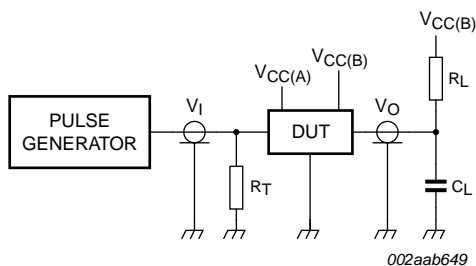 VCC(B)
VCC(A)
VCC(B)
RL
VI
VO
PULSE
GENERATOR
DUT
RT
CL
002aab649